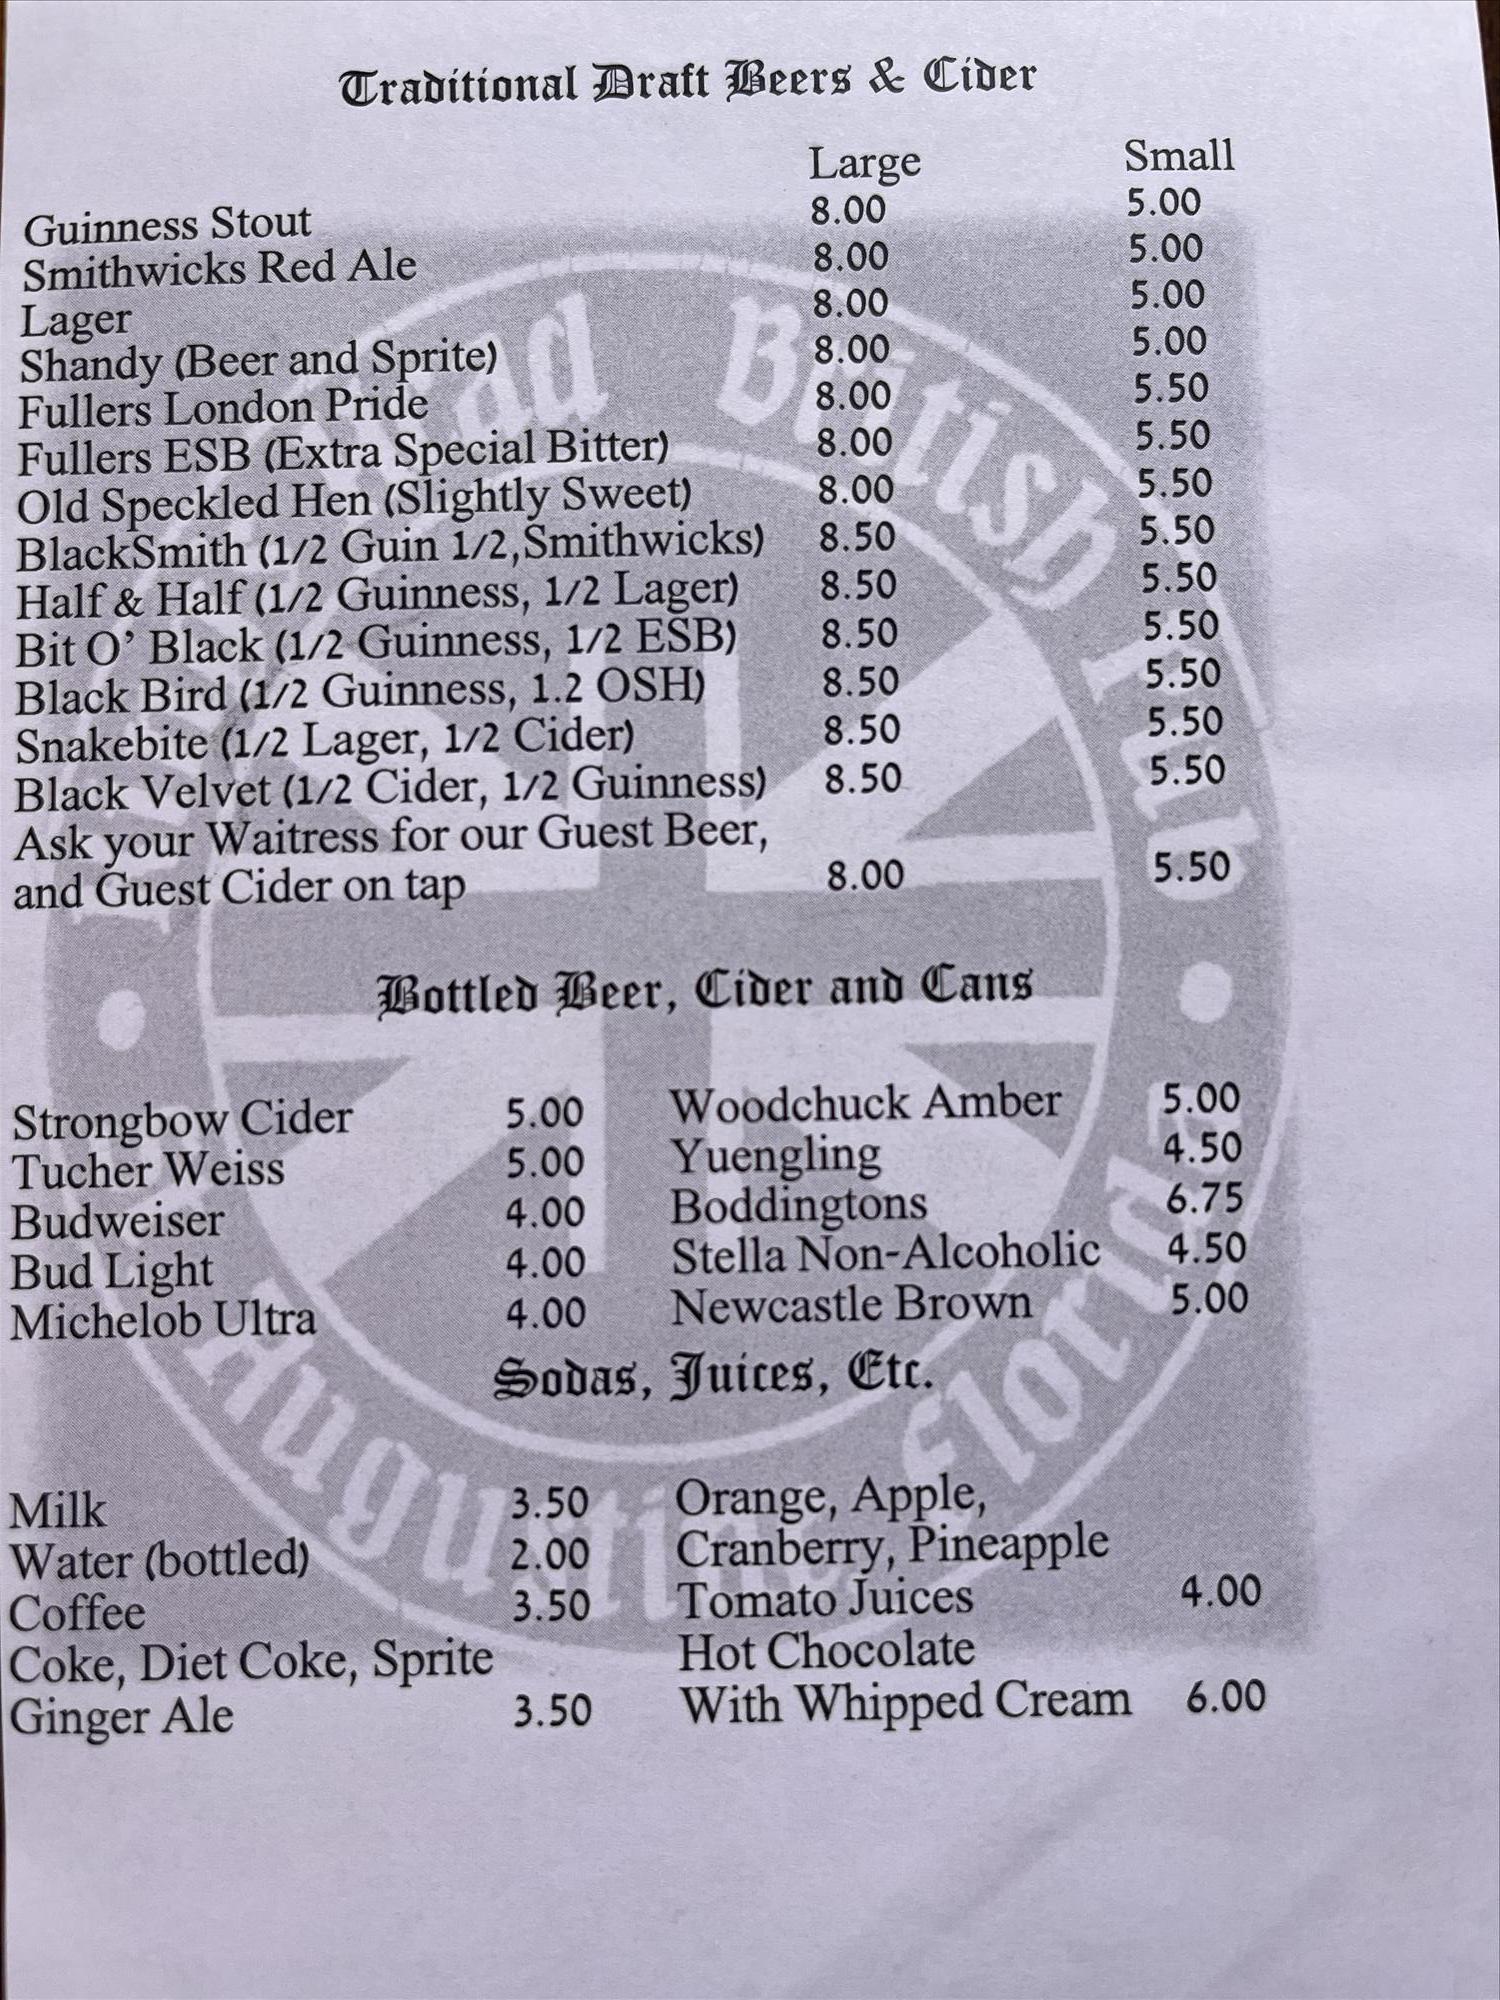 Traditional Draft Beers & Cider
Large Small
Guinness Stout 8.00 5.00
Smithwicks Red Ale 8.00 5.00
Lager 8.00 5.00
Shandy (Beer and Sprite) 8.00 5.00
Fullers London Pride 8.00 5.50
Fullers ESB (Extra Special Bitter) 8.00 5.50
Old Speckled Hen (Slightly Sweet) 8.00 5.50
BlackSmith (1/2 Guin 1/2,Smithwicks) 8.50 5.50
Half & Half (1/2 Guinness, 1/2 Lager) 8.50 5.50
Bit O’ Black (1/2 Guinness, 1/2 ESB) 8.50 5.50
Black Bird (1/2 Guinness, 1.2 OSH) 8.50 5.50
Snakebite (1/2 Lager, 1/2 Cider) 8.50 5.50
Black Velvet (1/2 Cider, 1/2 Guinness) 8.50 5.50
Ask your Waitress for our Guest Beer,
and Guest Cider on tap 8.00 5.50
Bottled Beer, Cider and Cans
Strongbow Cider 5.00 Woodchuck Amber 5.00
Tucher Weiss 5.00 Yuengling 4.50
Budweiser 4.00 Boddingtons 6.75
Bud Light 4.00 Stella Non-Alcoholic 4.50
Michelob Ultra 4.00 Newcastle Brown 5.00
Sodas, Juices, Etc.
Milk 3.50 Orange, Apple,
Water (bottled) 2.00 Cranberry, Pineapple
Coffee 3.50 Tomato Juices 4.00
Coke, Diet Coke, Sprite Hot Chocolate
Ginger Ale 3.50 With Whipped Cream 6.00
British Pub
Florida